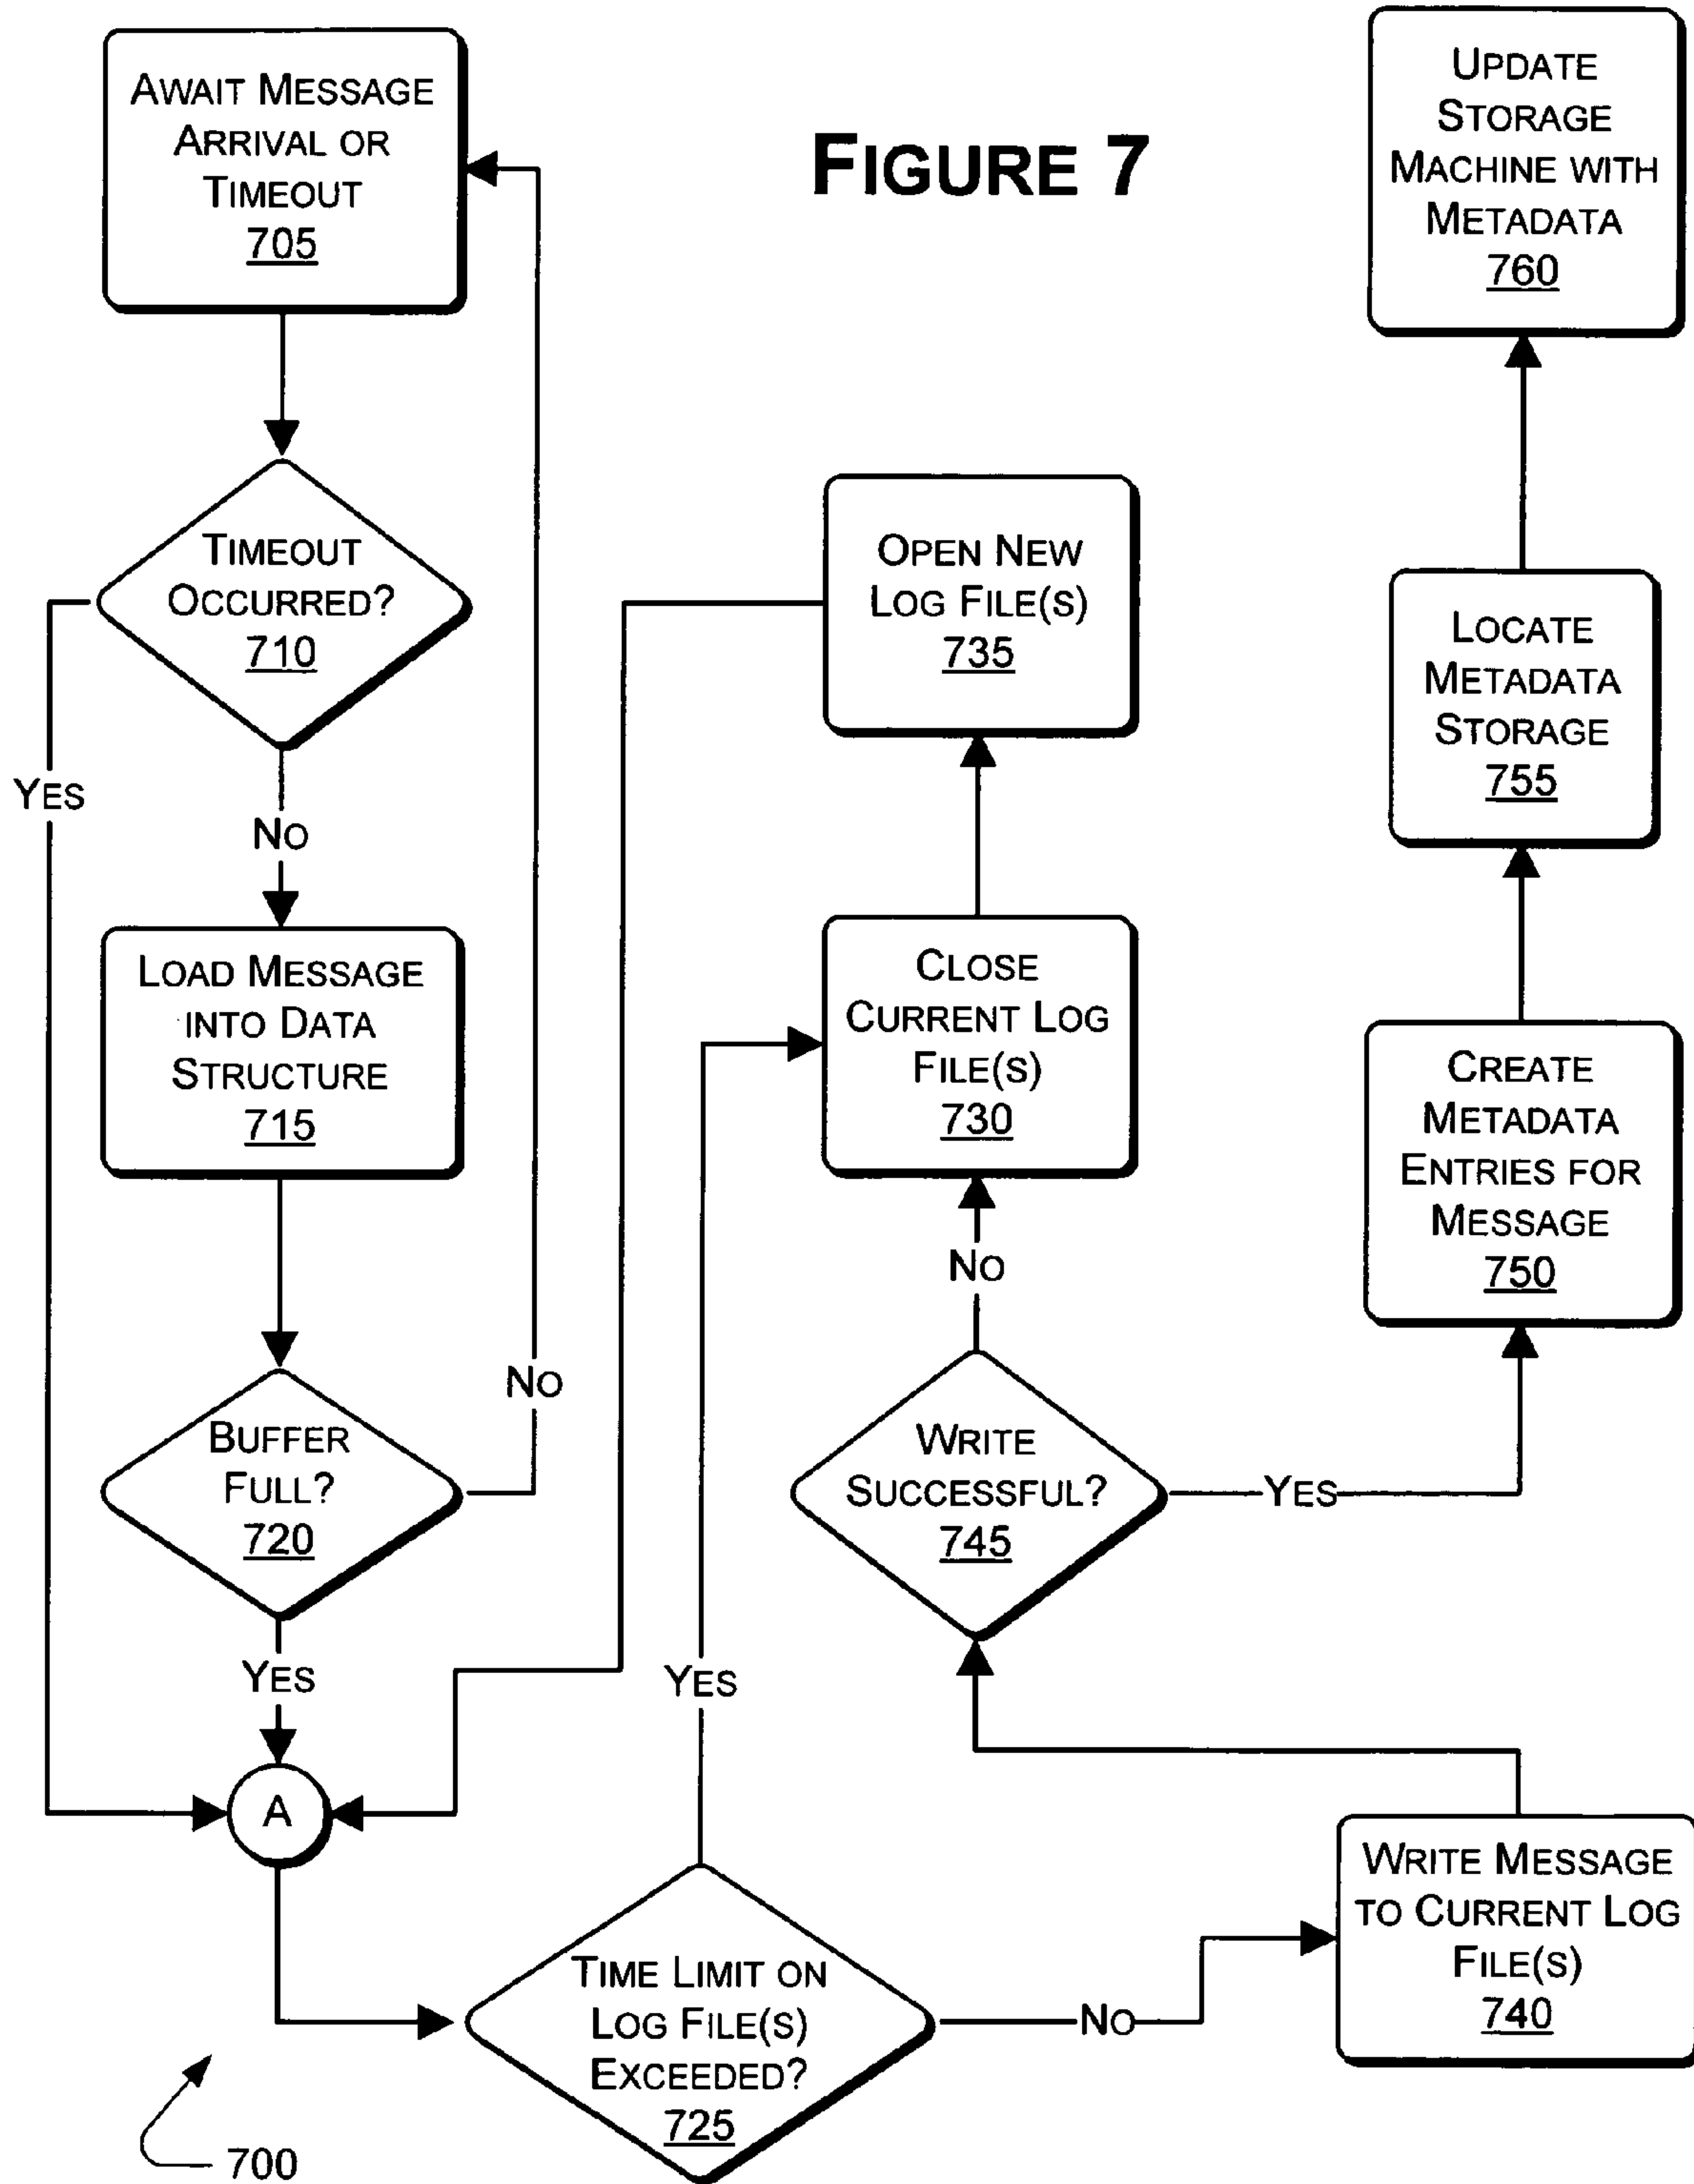 FIGURE 7
AWAIT MESSAGE
ARRIVAL OR
TIMEOUT
705
TIMEOUT
OCCURRED?
710
YES
NO
LOAD MESSAGE
INTO DATA
STRUCTURE
715
BUFFER
FULL?
720
NO
YES
A
TIME LIMIT ON
LOG FILE(S)
EXCEEDED?
725
YES
NO
CLOSE
CURRENT LOG
FILE(S)
730
OPEN NEW
LOG FILE(S)
735
WRITE MESSAGE
TO CURRENT LOG
FILE(S)
740
WRITE
SUCCESSFUL?
745
NO
YES
CREATE
METADATA
ENTRIES FOR
MESSAGE
750
LOCATE
METADATA
STORAGE
755
UPDATE
STORAGE
MACHINE WITH
METADATA
760
700